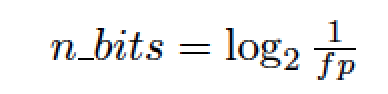 n_bits = log₂ 1/fp